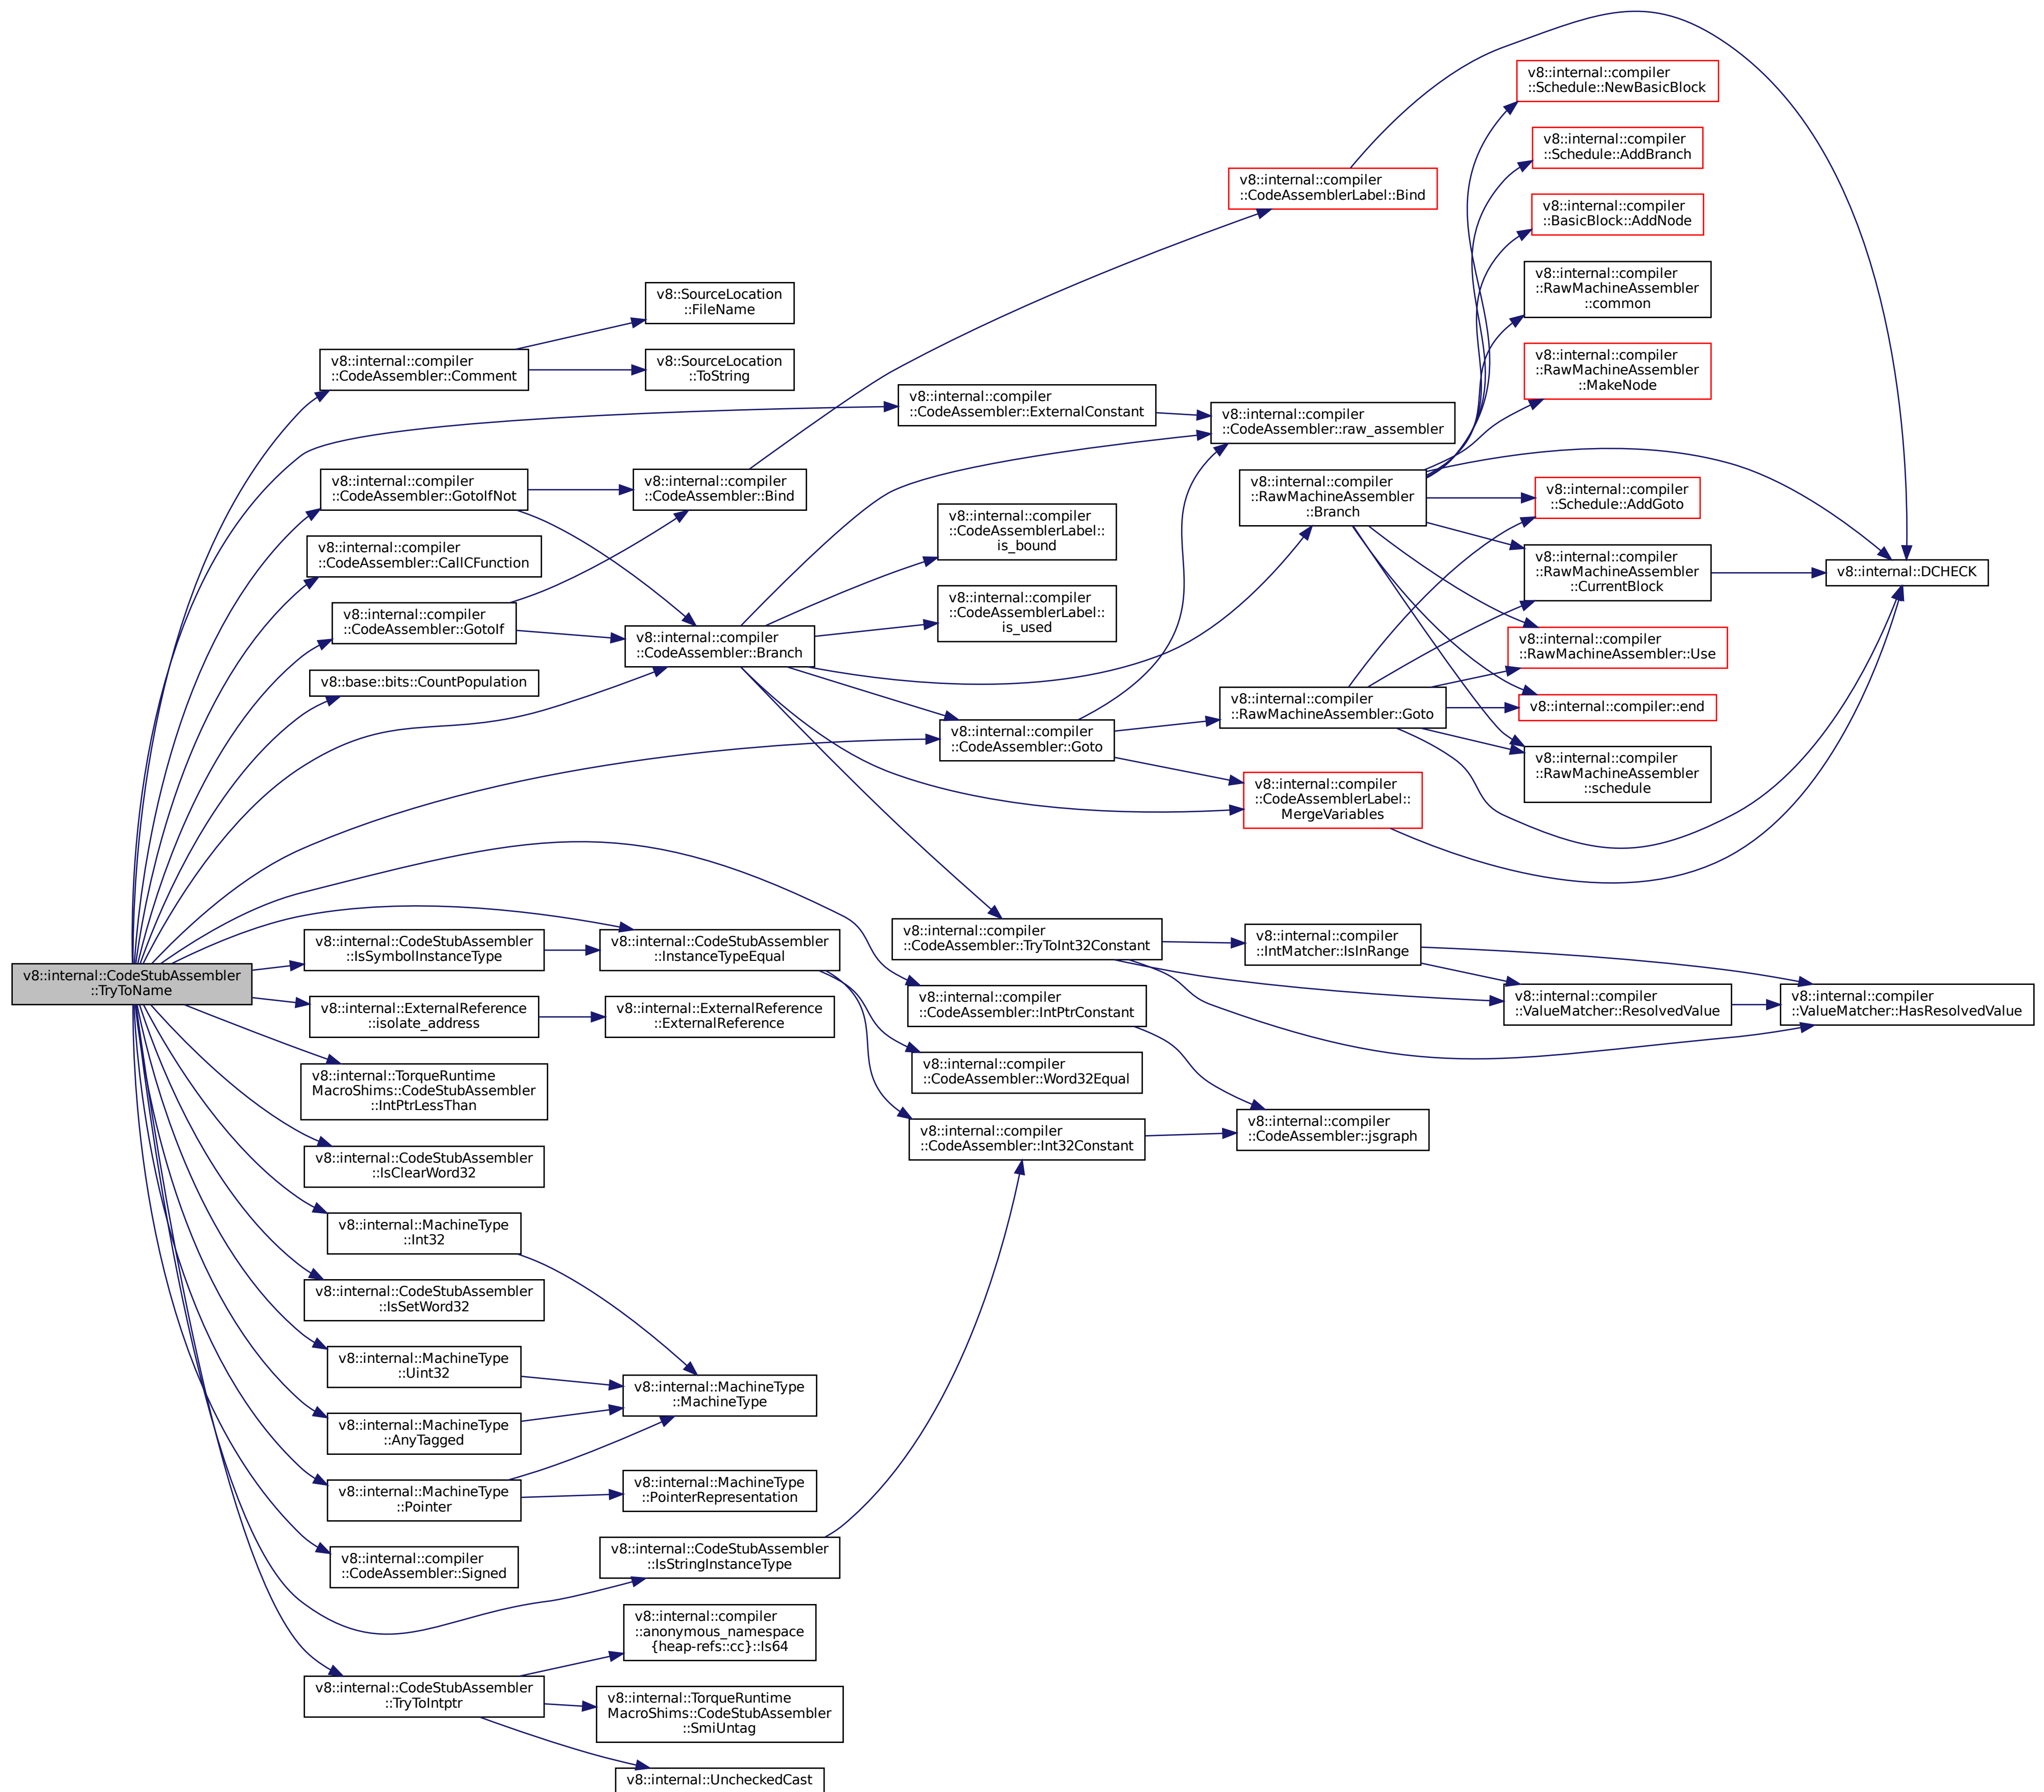 v8::internal::CodeStubAssembler
::TryToName
v8::internal::compiler
::CodeAssembler::Comment
v8::SourceLocation
::FileName
v8::SourceLocation
::ToString
v8::internal::compiler
::CodeAssembler::GotoIfNot
v8::internal::compiler
::CodeAssembler::CallCFunction
v8::internal::compiler
::CodeAssembler::GotoIf
v8::base::bits::CountPopulation
v8::internal::compiler
::CodeAssembler::Bind
v8::internal::compiler
::CodeAssembler::Branch
v8::internal::compiler
::CodeAssemblerLabel::Bind
v8::internal::compiler
::CodeAssembler::ExternalConstant
v8::internal::compiler
::CodeAssembler::raw_assembler
v8::internal::compiler
::CodeAssemblerLabel::
is_bound
v8::internal::compiler
::CodeAssemblerLabel::
is_used
v8::internal::compiler
::CodeAssembler::Goto
v8::internal::compiler
::RawMachineAssembler
::Branch
v8::internal::compiler
::RawMachineAssembler::Goto
v8::internal::compiler
::CodeAssemblerLabel::
MergeVariables
v8::internal::compiler
::Schedule::NewBasicBlock
v8::internal::compiler
::Schedule::AddBranch
v8::internal::compiler
::BasicBlock::AddNode
v8::internal::compiler
::RawMachineAssembler
::common
v8::internal::compiler
::RawMachineAssembler
::MakeNode
v8::internal::compiler
::Schedule::AddGoto
v8::internal::compiler
::RawMachineAssembler
::CurrentBlock
v8::internal::compiler
::RawMachineAssembler::Use
v8::internal::compiler::end
v8::internal::compiler
::RawMachineAssembler
::schedule
v8::internal::DCHECK
v8::internal::compiler
::CodeAssembler::TryToInt32Constant
v8::internal::compiler
::IntMatcher::IsInRange
v8::internal::compiler
::ValueMatcher::ResolvedValue
v8::internal::compiler
::ValueMatcher::HasResolvedValue
v8::internal::CodeStubAssembler
::IsSymbolInstanceType
v8::internal::CodeStubAssembler
::InstanceTypeEqual
v8::internal::ExternalReference
::isolate_address
v8::internal::ExternalReference
::ExternalReference
v8::internal::compiler
::CodeAssembler::IntPtrConstant
v8::internal::compiler
::CodeAssembler::Word32Equal
v8::internal::compiler
::CodeAssembler::Int32Constant
v8::internal::compiler
::CodeAssembler::jsgraph
v8::internal::TorqueRuntime
MacroShims::CodeStubAssembler
::IntPtrLessThan
v8::internal::CodeStubAssembler
::IsClearWord32
v8::internal::MachineType
::Int32
v8::internal::CodeStubAssembler
::IsSetWord32
v8::internal::MachineType
::Uint32
v8::internal::MachineType
::AnyTagged
v8::internal::MachineType
::Pointer
v8::internal::MachineType
::MachineType
v8::internal::MachineType
::PointerRepresentation
v8::internal::compiler
::CodeAssembler::Signed
v8::internal::CodeStubAssembler
::IsStringInstanceType
v8::internal::CodeStubAssembler
::TryToIntptr
v8::internal::compiler
::anonymous_namespace
{heap-refs::cc}::Is64
v8::internal::TorqueRuntime
MacroShims::CodeStubAssembler
::SmiUntag
v8::internal::UncheckedCast